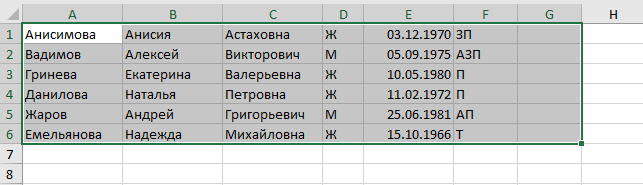 A B C D E F G H
1 Анисимова Анисия Астаховна Ж 03.12.1970 ЗП
2 Вадимов Алексей Викторович М 05.09.1975 АЗП
3 Гринева Екатерина Валерьевна Ж 10.05.1980 П
4 Данилова Наталья Петровна Ж 11.02.1972 П
5 Жаров Андрей Григорьевич М 25.06.1981 АП
6 Емельянова Надежда Михайловна Ж 15.10.1966 Т
7
8